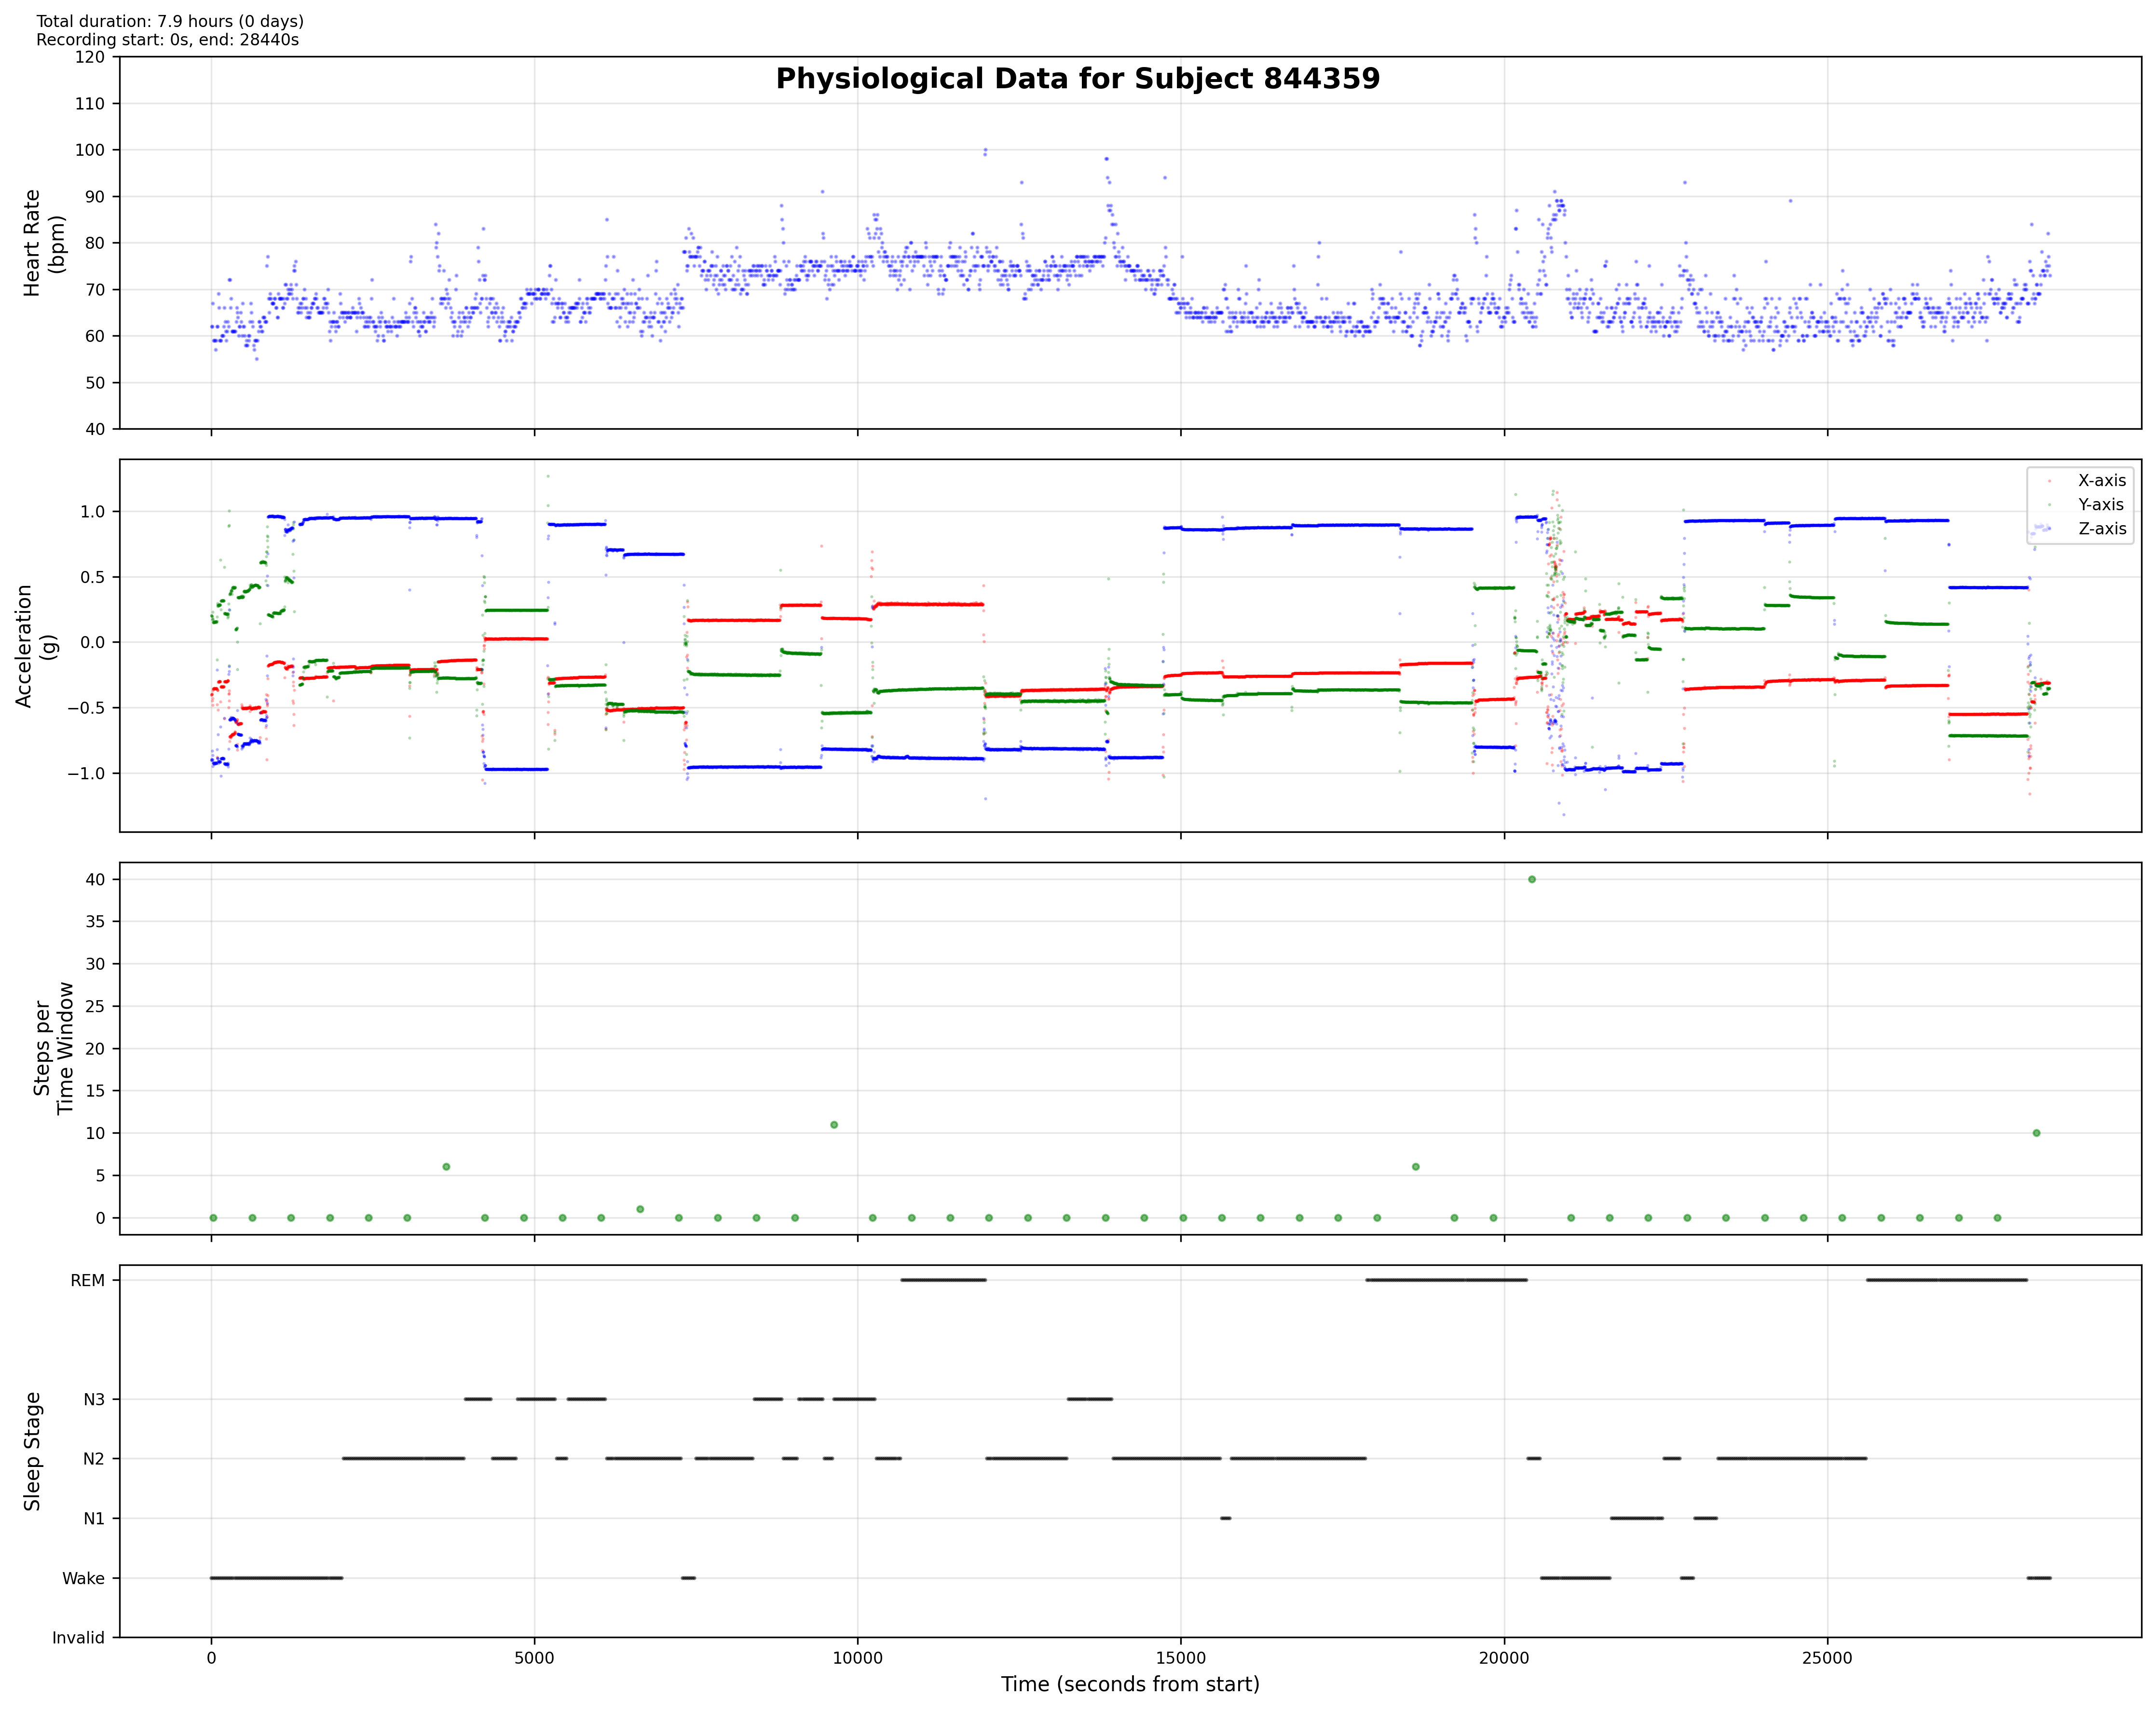 Total duration: 7.9 hours (0 days)
Recording start: 0s, end: 28440s
Physiological Data for Subject 844359
120
110
100
90
80
70
60
50
40
Heart Rate
(bpm)
1.0
0.5
0.0
−0.5
−1.0
Acceleration
(g)
X-axis
Y-axis
Z-axis
40
35
30
25
20
15
10
5
0
Steps per
Time Window
REM
N3
N2
N1
Wake
Invalid
Sleep Stage
0
5000
10000
15000
20000
25000
Time (seconds from start)